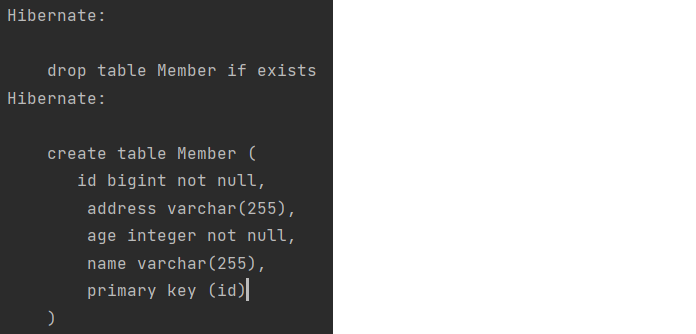 Hibernate:
drop table Member if exists
Hibernate:
create table Member (
id bigint not null,
address varchar(255),
age integer not null,
name varchar(255),
primary key (id)
)